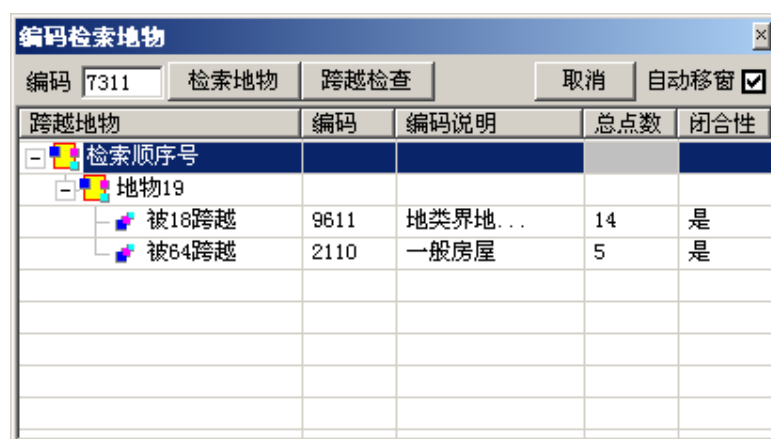 编码检索地物
编码 7311 检索地物 跨越检查 取消 自动移窗
跨越地物 编码 编码说明 总点数 闭合性
检索顺序号
地物19
被18跨越 9611 地类界地... 14 是
被64跨越 2110 一般房屋 5 是